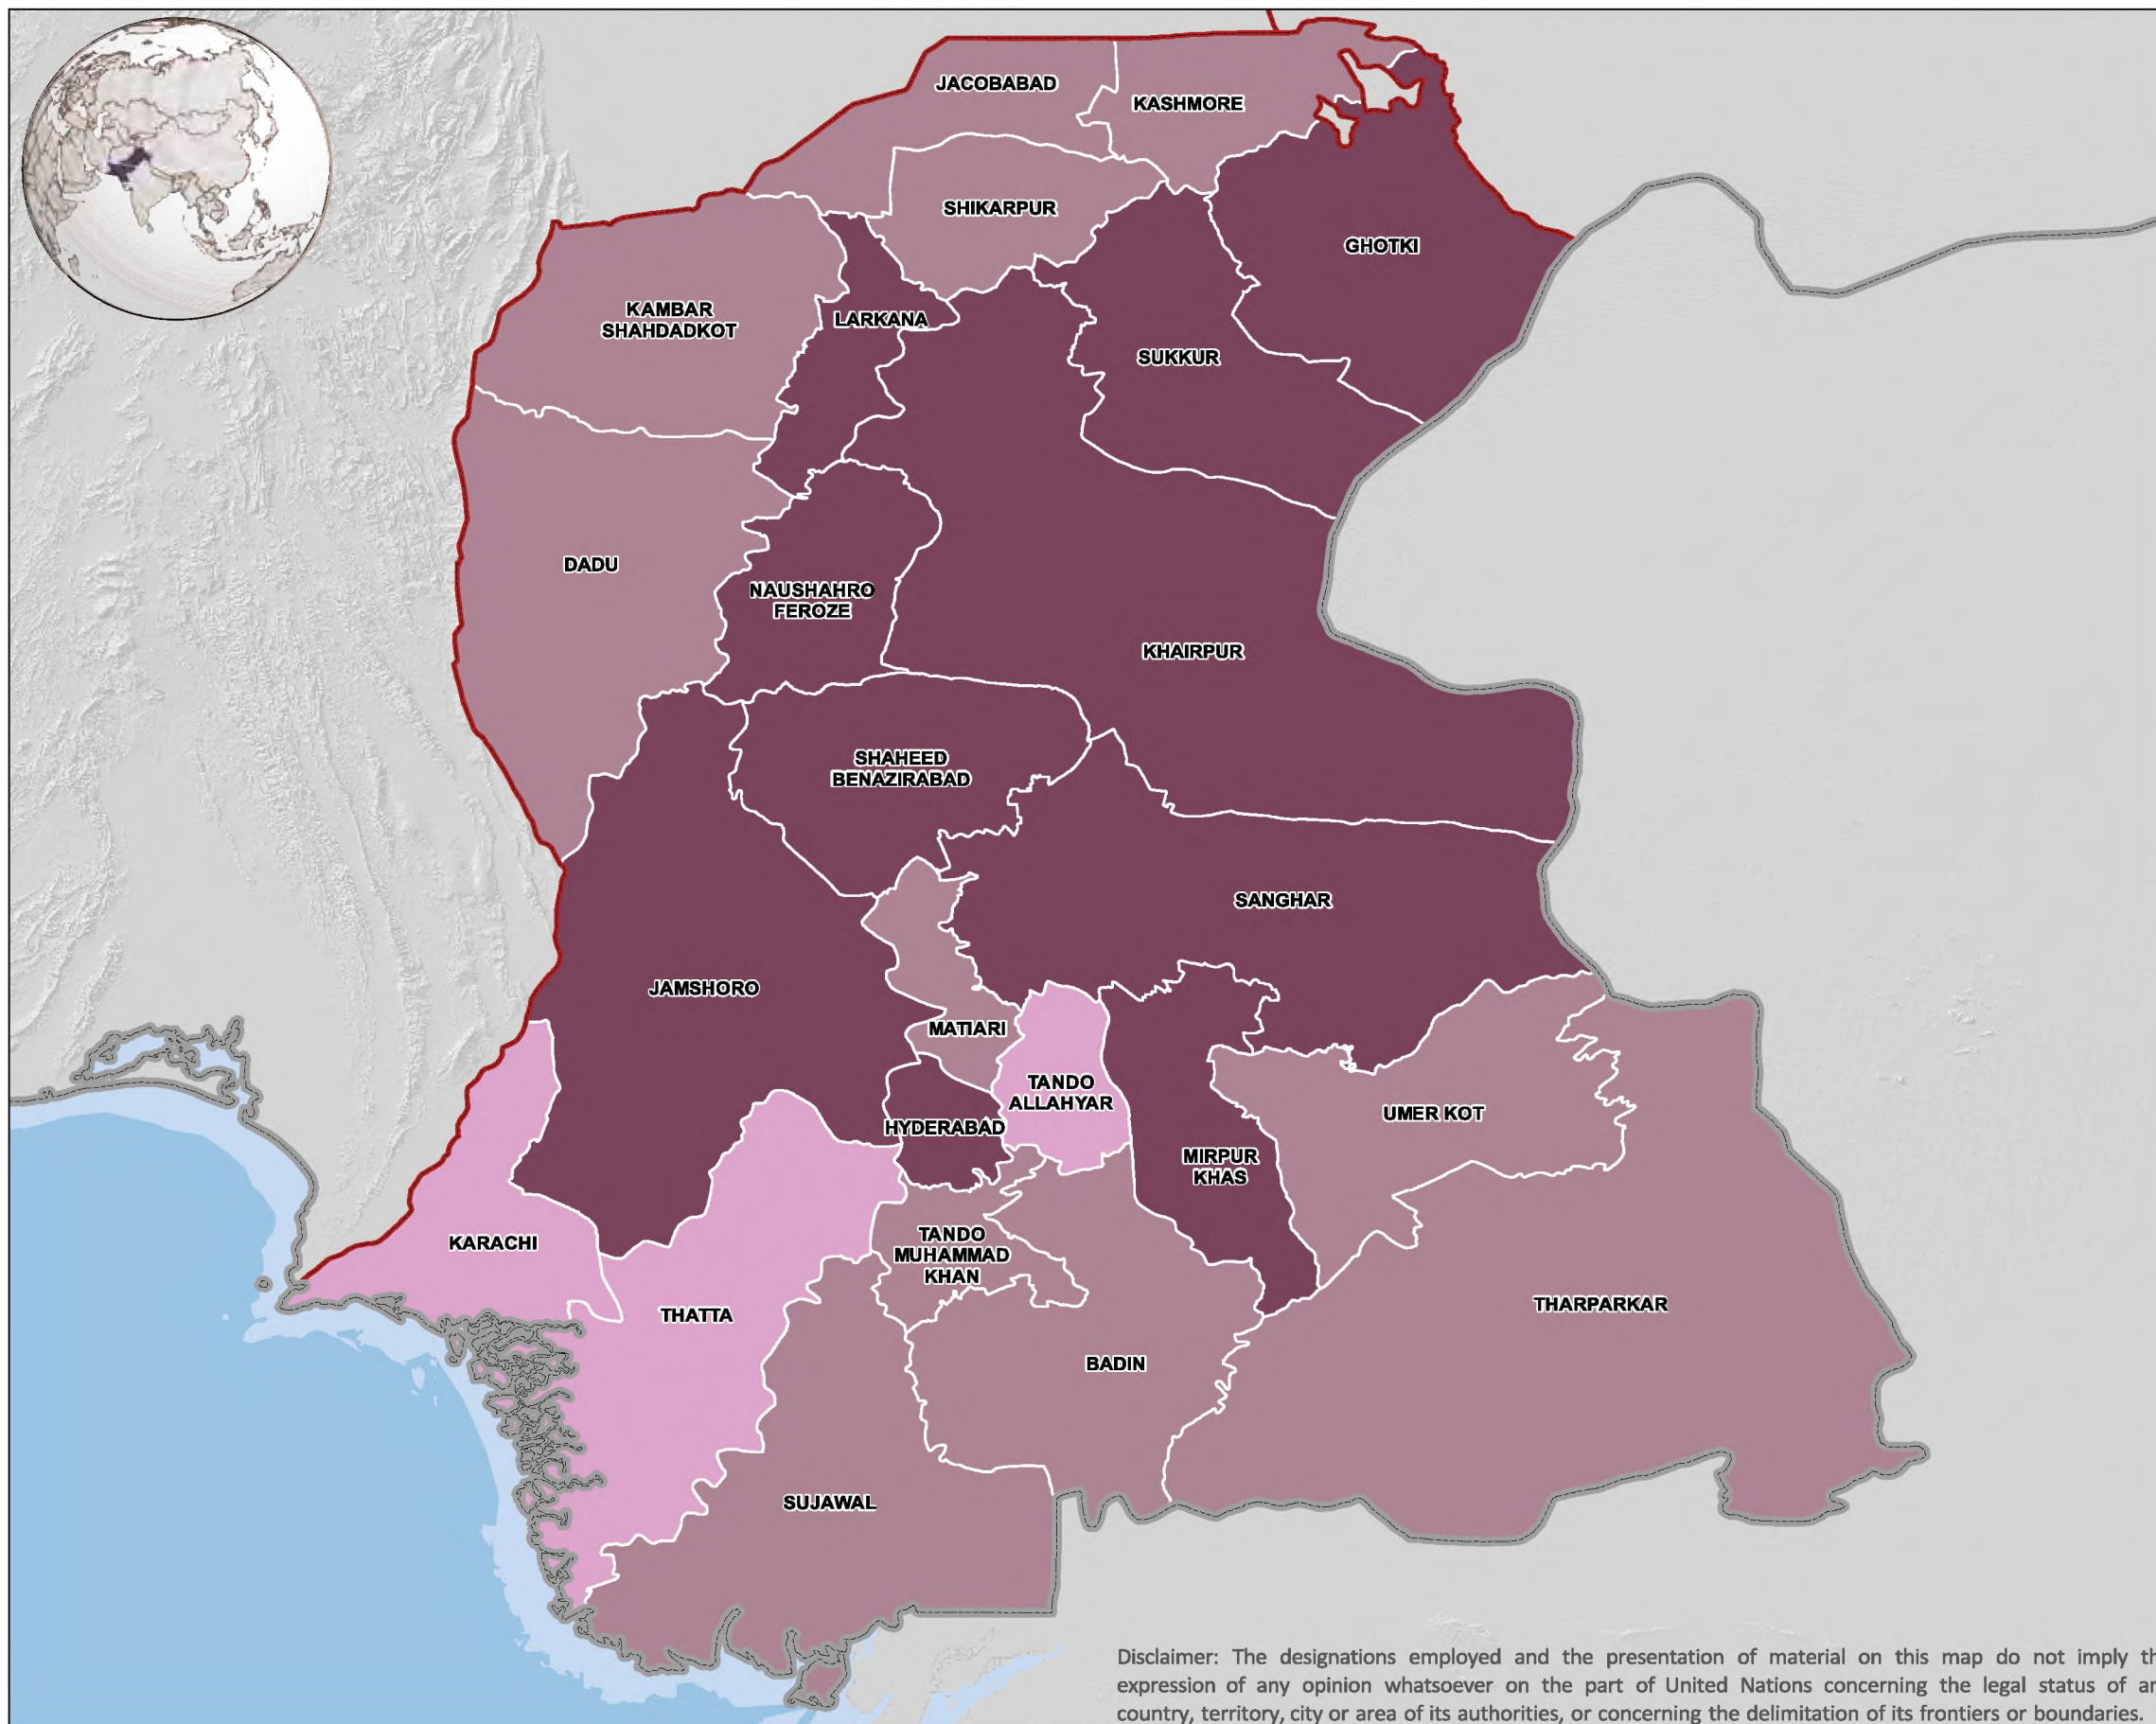 JACOBABAD
KASHMORE
SHIKARPUR
GHOTKI
KAMBAR
SHAHDADKOT
LARKANA
SUKKUR
DADU
NAUSHAHRO
FEROZE
KHAIRPUR
SHAHEED
BENAZIRABAD
SANGHAR
JAMSHORO
MATIARI
TANDO
ALLAHYAR
UMER KOT
HYDERABAD
MIRPUR
KHAS
KARACHI
TANDO
MUHAMMAD
KHAN
THARPARKAR
THATTA
BADIN
SUJAWAL
Disclaimer: The designations employed and the presentation of material on this map do not imply th
expression of any opinion whatsoever on the part of United Nations concerning the legal status of an
country, territory, city or area of its authorities, or concerning the delimitation of its frontiers or boundaries.